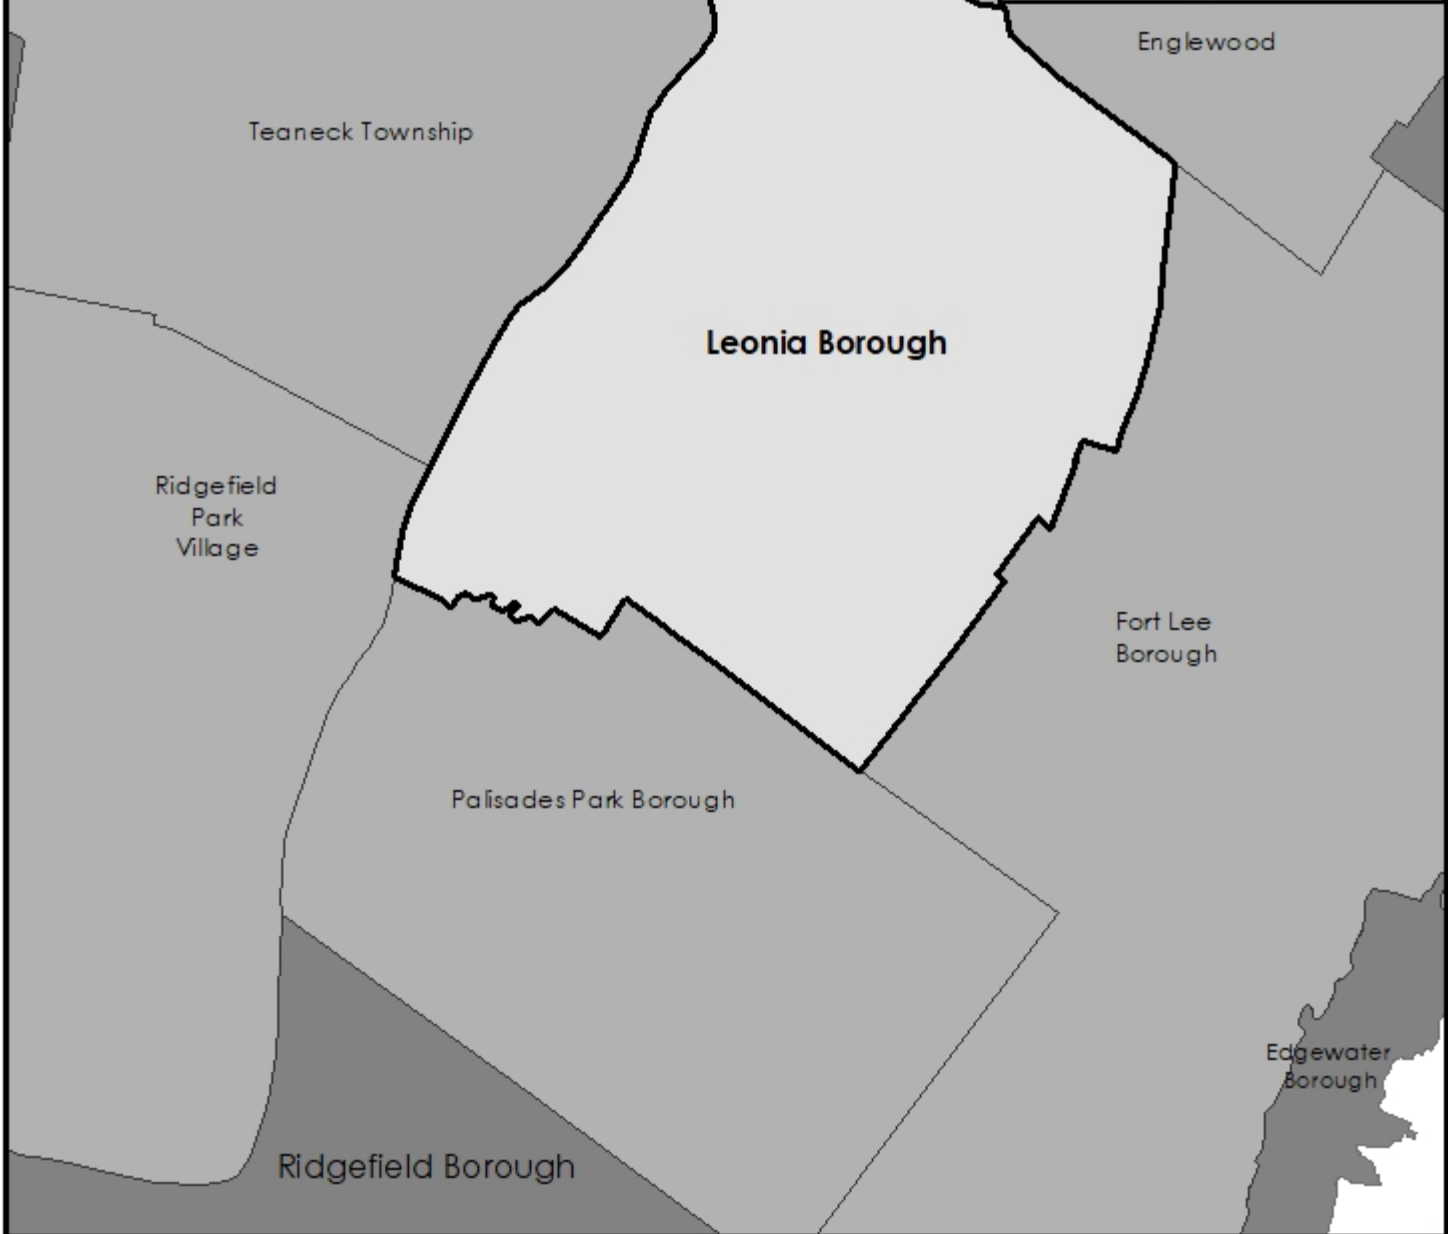 Englewood
Teaneck Township
Leonia Borough
Ridgefield
Park
Village
Fort Lee
Borough
Palisades Park Borough
Edgewater
Borough
Ridgefield Borough